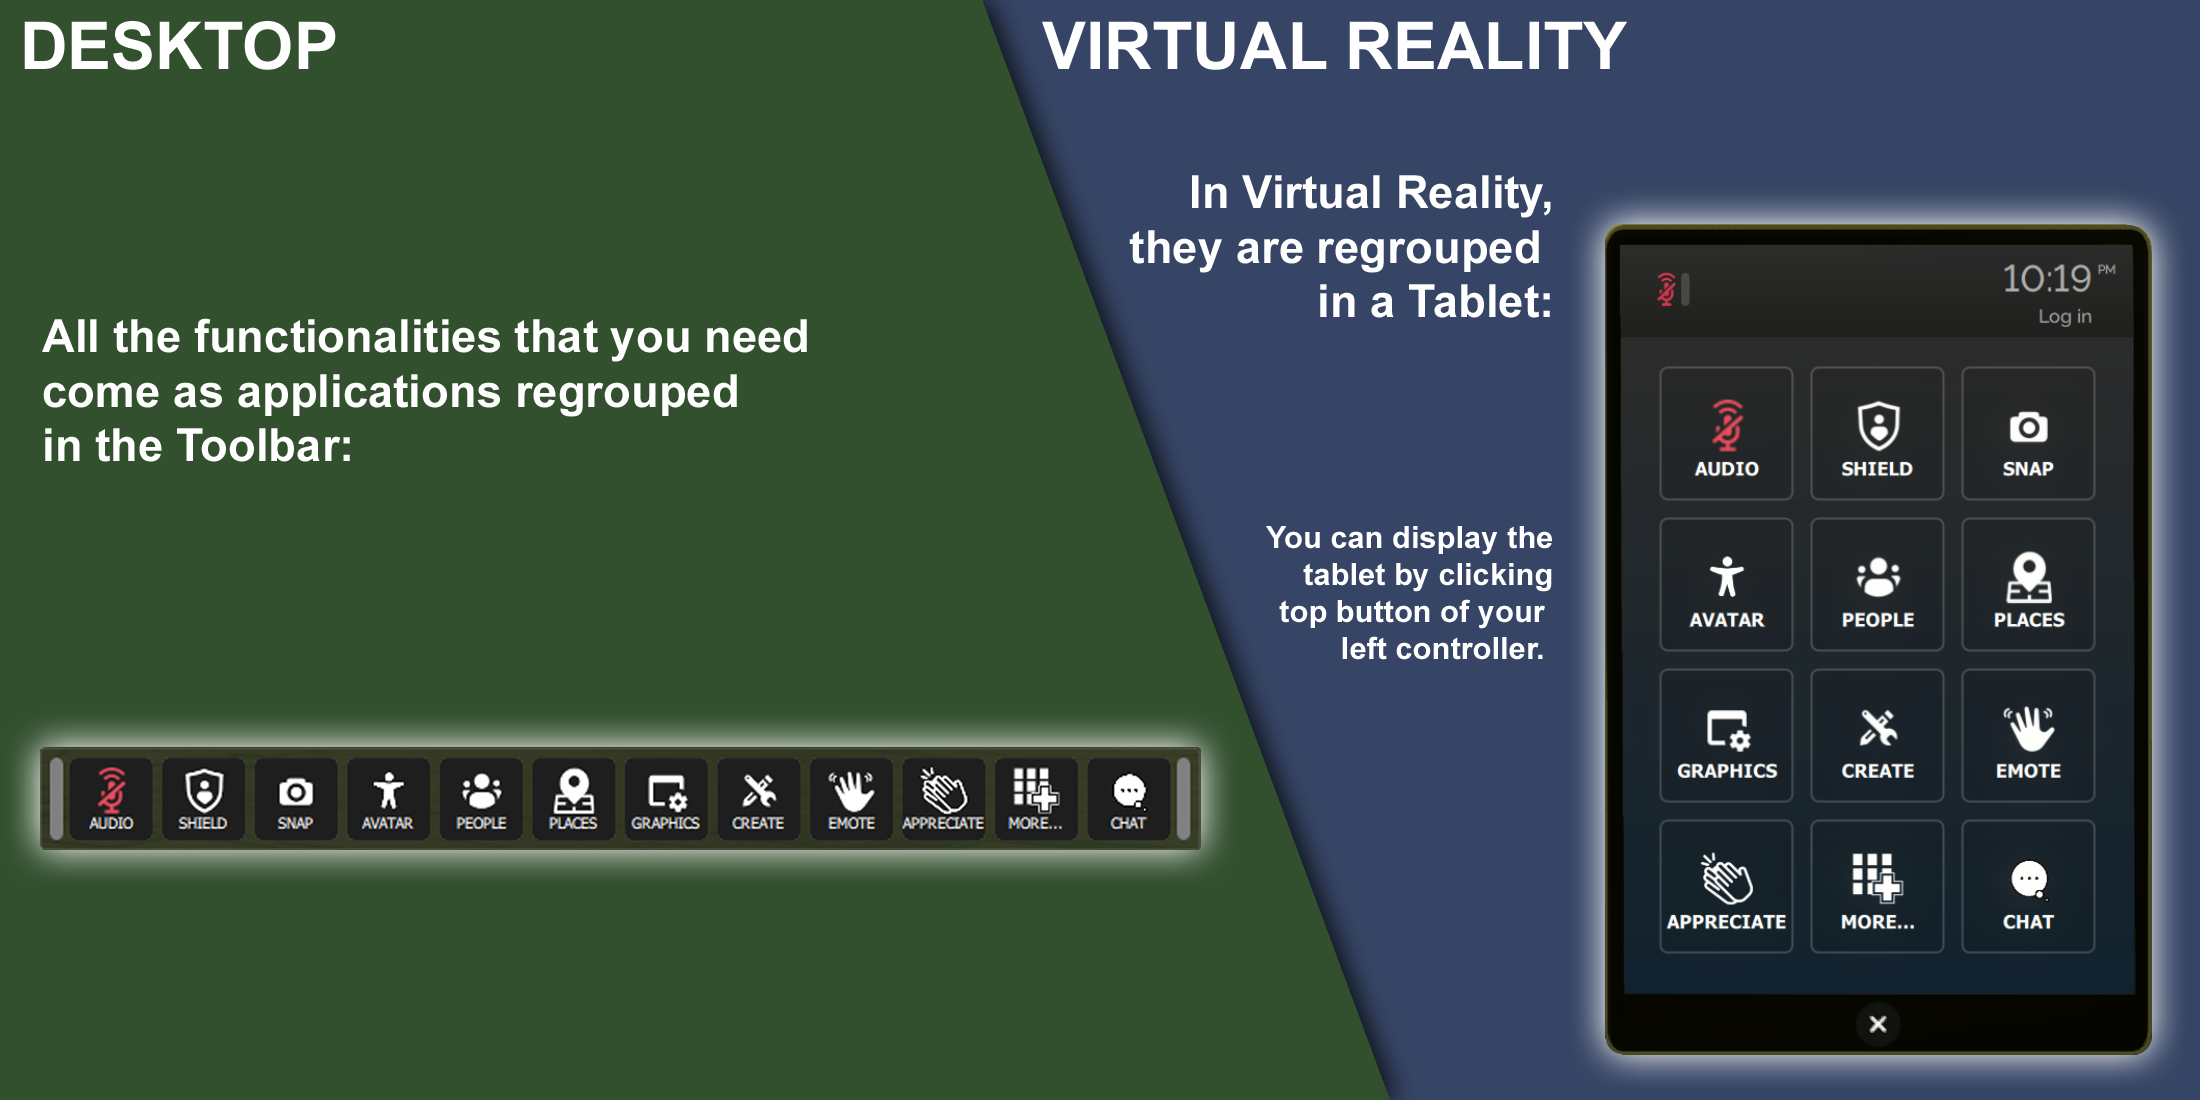 DESKTOP
All the functionalities that you need
come as applications regrouped
in the Toolbar:
AUDIO
SHIELD
SNAP
AVATAR
PEOPLE
PLACES
GRAPHICS
CREATE
EMOTE
APPRECIATE
MORE...
CHAT
VIRTUAL REALITY
In Virtual Reality,
they are regrouped
in a Tablet:
You can display the
tablet by clicking
top button of your
left controller.
10:19 PM
Log in
AUDIO
SHIELD
SNAP
AVATAR
PEOPLE
PLACES
GRAPHICS
CREATE
EMOTE
APPRECIATE
MORE...
CHAT